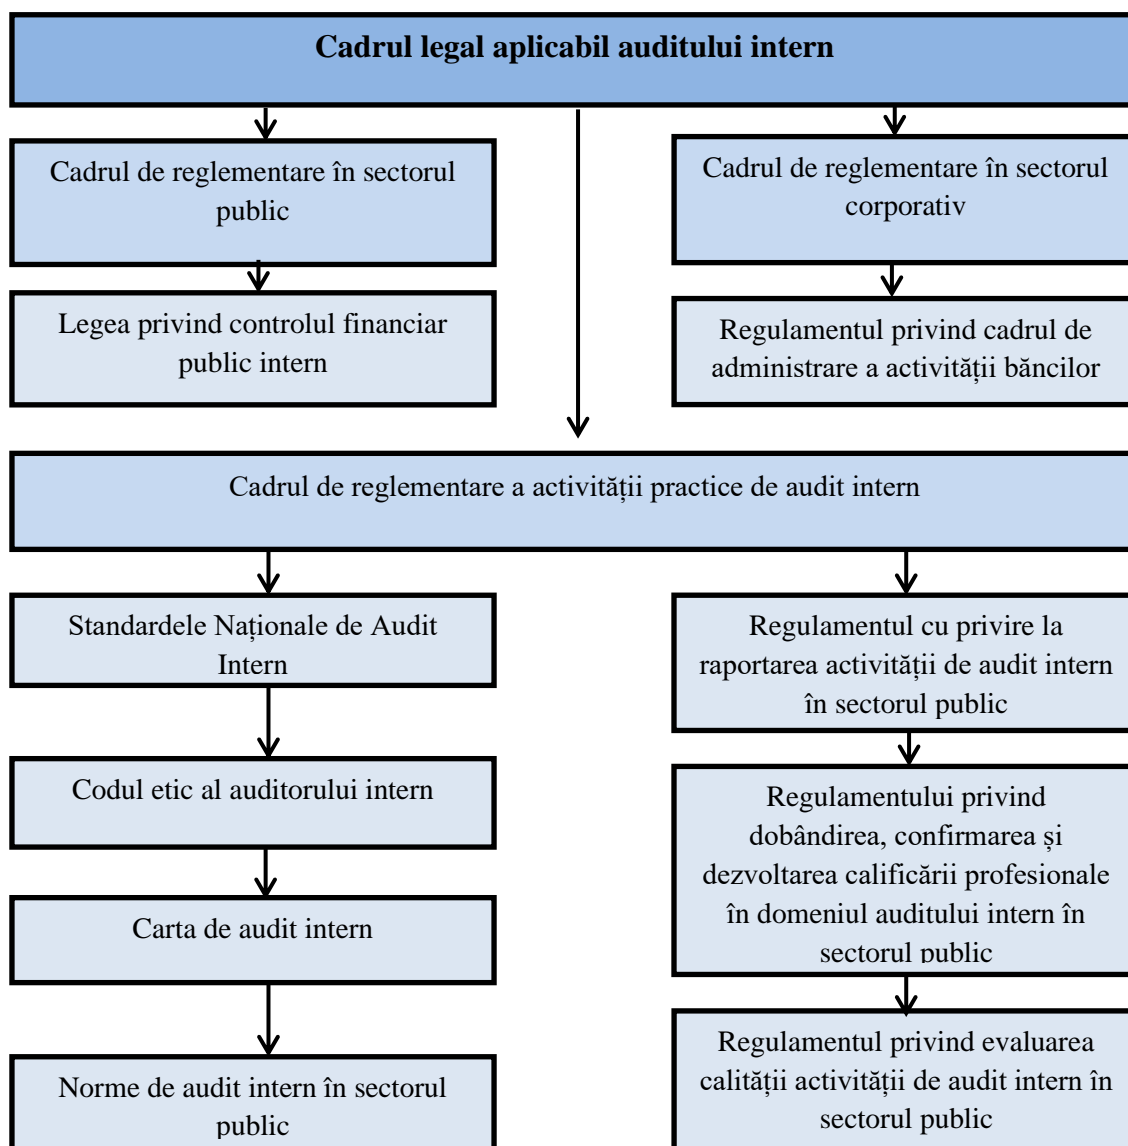 Cadrul legal aplicabil auditului intern
Cadrul de reglementare în sectorul
public
Cadrul de reglementare în sectorul
corporativ
Legea privind controlul financiar
public intern
Regulamentul privind cadrul de
administrare a activității băncilor
Cadrul de reglementare a activității practice de audit intern
Standardele Naționale de Audit
Intern
Codul etic al auditorului intern
Carta de audit intern
Norme de audit intern în sectorul
public
Regulamentul cu privire la
raportarea activității de audit intern
în sectorul public
Regulamentului privind
dobândirea, confirmarea și
dezvoltarea calificării profesionale
în domeniul auditului intern în
sectorul public
Regulamentul privind evaluarea
calității activității de audit intern în
sectorul public